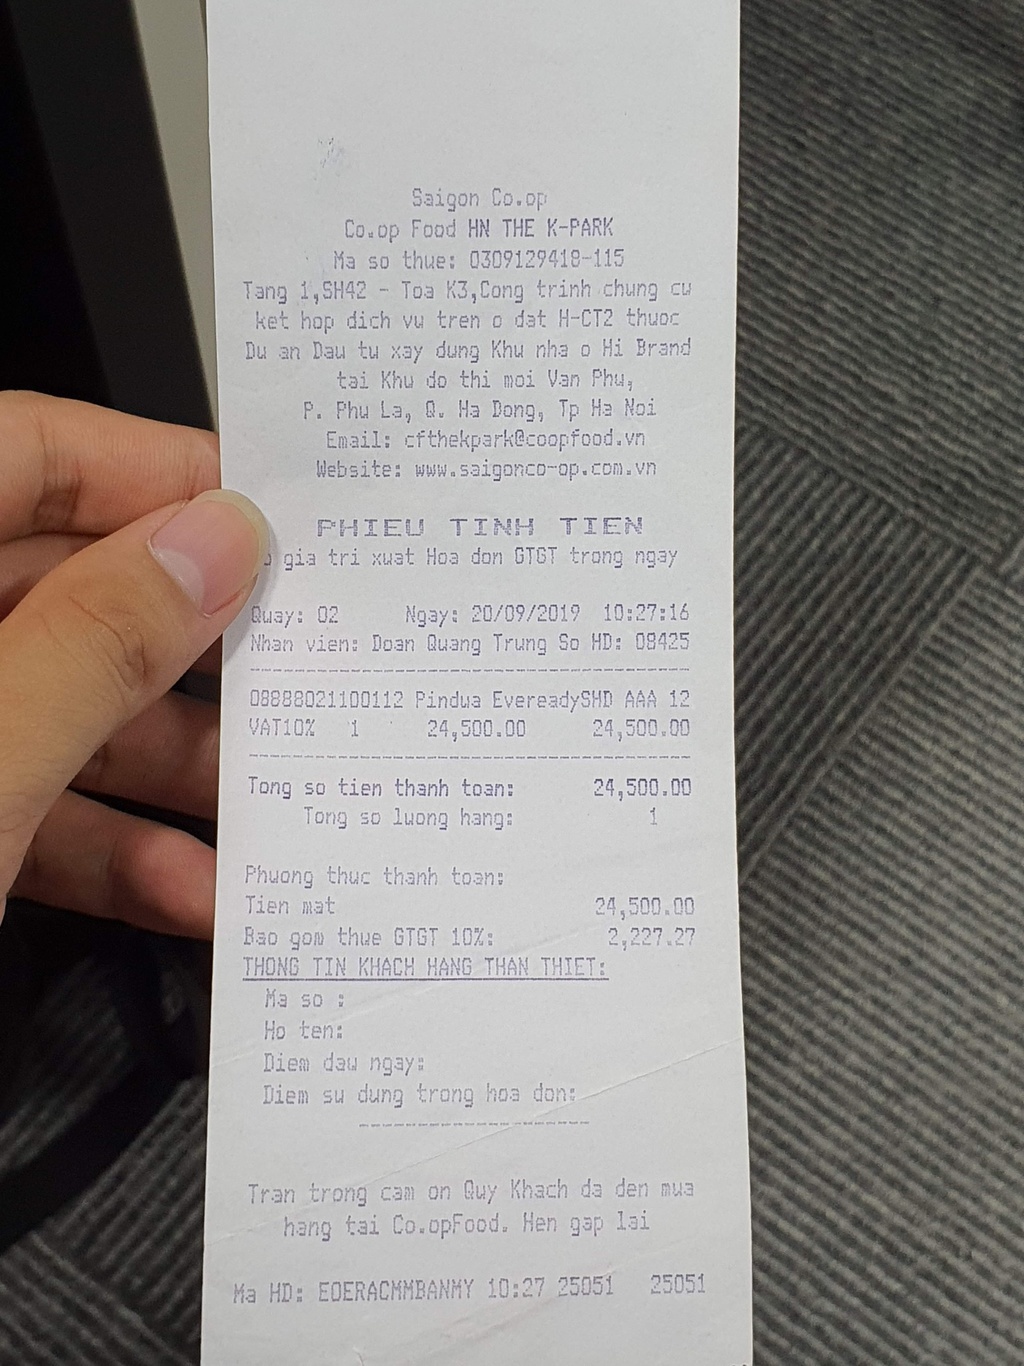 Saigon Co.op
Co.op Food HN THE K-PARK
Ma so thue: 0309129418-115
Tang 1,SH42 - Toa K3,Cong trinh chung cu
ket hop dich vu tren o dat H-CT2 thuoc
Du an Dau tu xay dung Khu nha o Hi Brand
tai Khu do thi moi Van Phu,
P. Phu La, Q. Ha Dong, Tp Ha Noi
Email: cfthekpark@coopfood.vn
Website: www.saigonco-op.com.vn
PHIEU TINH TIEN
gia tri xuat Hoa don GTGT trong ngay
Quay: 02 Ngay: 20/09/2019 10:27:16
Nhan vien: Doan Quang Trung So HD: 08425
08888021100112 Pindua EvereadySHD AAA 12
VAT10% 1 24,500.00 24,500.00
Tong so tien thanh toan: 24,500.00
Tong so luong hang: 1
Phuong thuc thanh toan:
Tien mat 24,500.00
Bao gom thue GTGT 10%: 2,227.27
THONG TIN KHACH HANG THAN THIET:
Ma so :
Ho ten:
Diem dau ngay:
Diem su dung trong hoa don:
Tran trong cam on Quy Khach da den mua
hang tai Co.opFood. Hen gap lai
Ma HD: EOERACMMBANMY 10:27 25051 25051